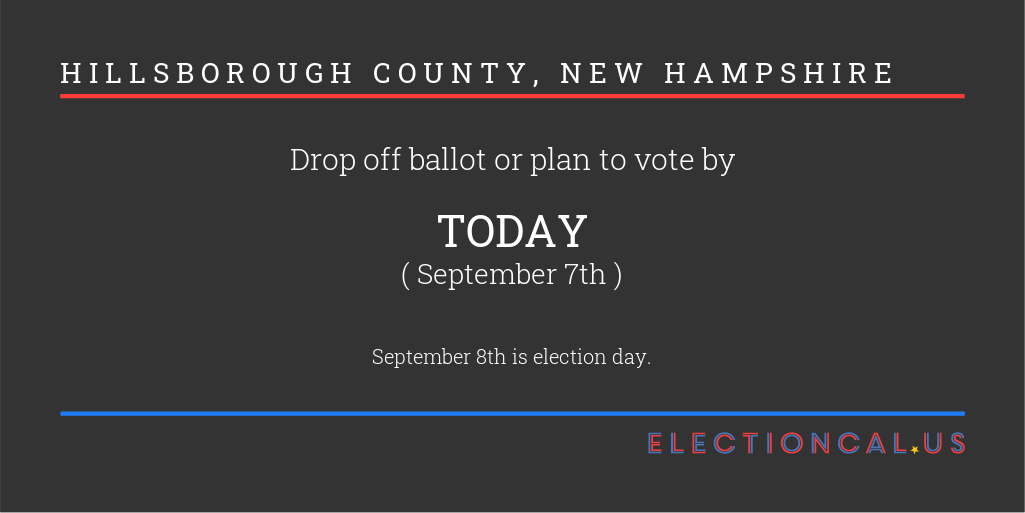 HILLSBOROUGH COUNTY, NEW HAMPSHIRE
Drop off ballot or plan to vote by
TODAY
( September 7th )
September 8th is election day.
ELECTIONCAL.US